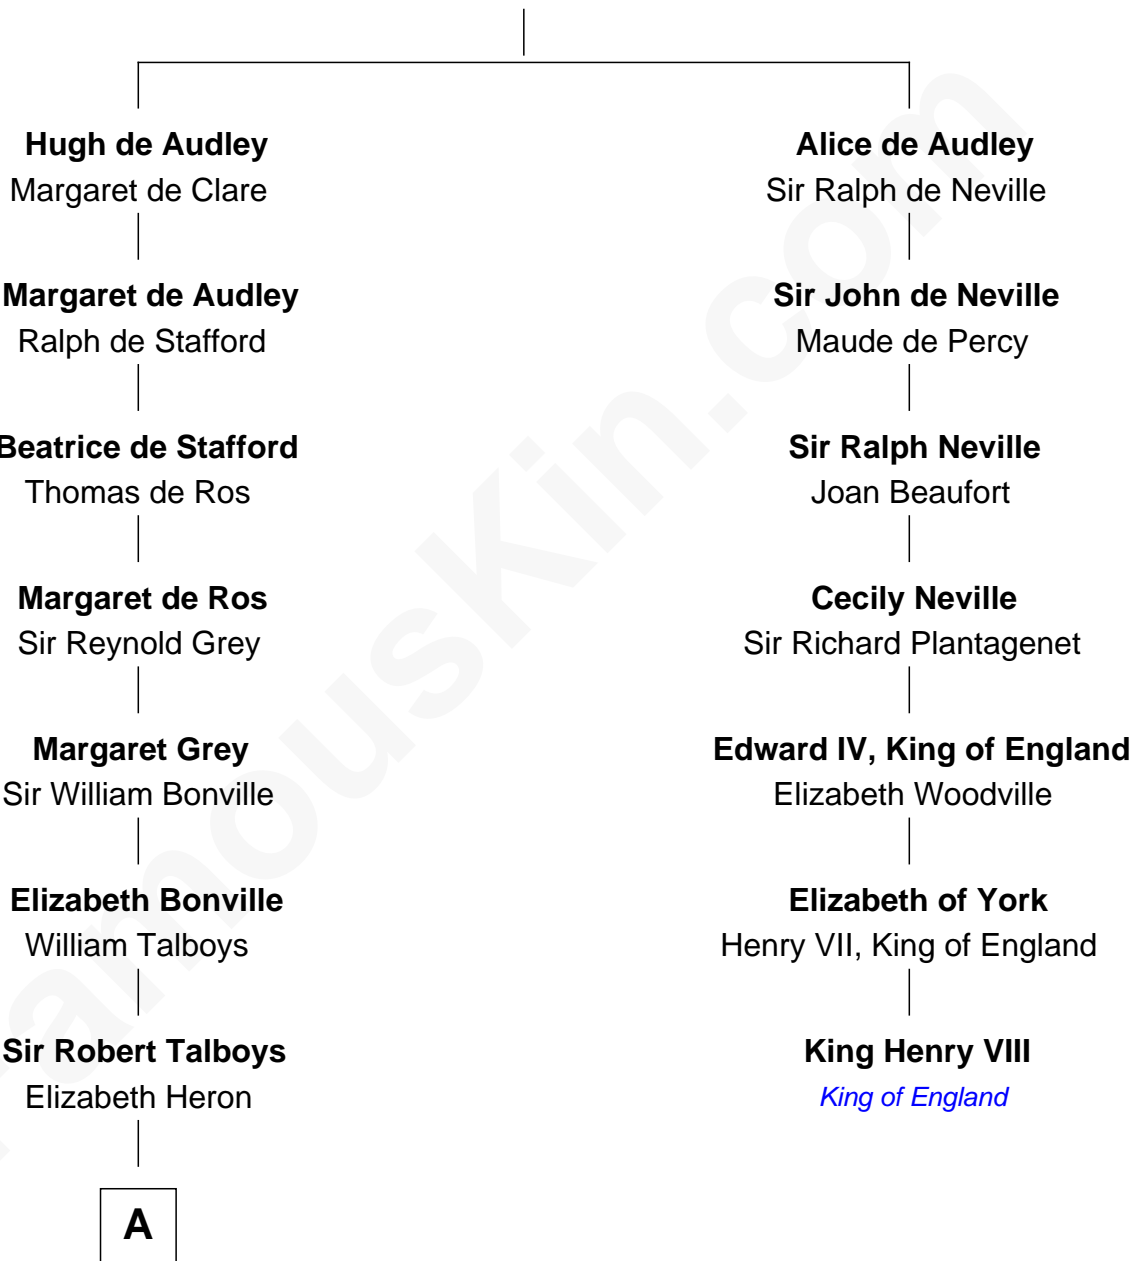 Hugh de Audley
Margaret de Clare
Margaret de Audley
Ralph de Stafford
Beatrice de Stafford
Thomas de Ros
Margaret de Ros
Sir Reynold Grey
Margaret Grey
Sir William Bonville
Elizabeth Bonville
William Talboys
Sir Robert Talboys
Elizabeth Heron
A
Alice de Audley
Sir Ralph de Neville
Sir John de Neville
Maude de Percy
Sir Ralph Neville
Joan Beaufort
Cecily Neville
Sir Richard Plantagenet
Edward IV, King of England
Elizabeth Woodville
Elizabeth of York
Henry VII, King of England
King Henry VIII
King of England
FamousKin.com